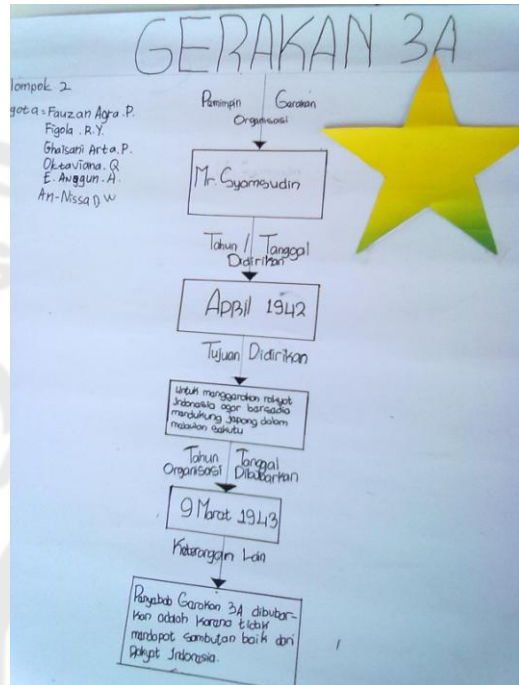 GERAKAN 3A
lompok 2
gota = Fauzan Agra .P.
Figola .R.Y.
Ghaisani Arta.P.
Oktaviana. Q
E. Anggun. A.
An-Nissa D.W
Pemimpin Gerakan
Organisasi
Mr. Syamsudin
Tahun / Tanggal
Didirikan
APRil 1942
Tujuan Didirikan
Untuk menggerakan rakyat
Indonesia agar bersedia
mendukung Jepang dalam
melawan sekutu
Tahun Tanggal
Organisasi Dibubarkan
9 Maret 1943
Keterangan Lain
Penyebab Gerakan 3A dibubar-
kan adalah karena tidak
mendapat sambutan baik dari
Rakyat Indonesia.